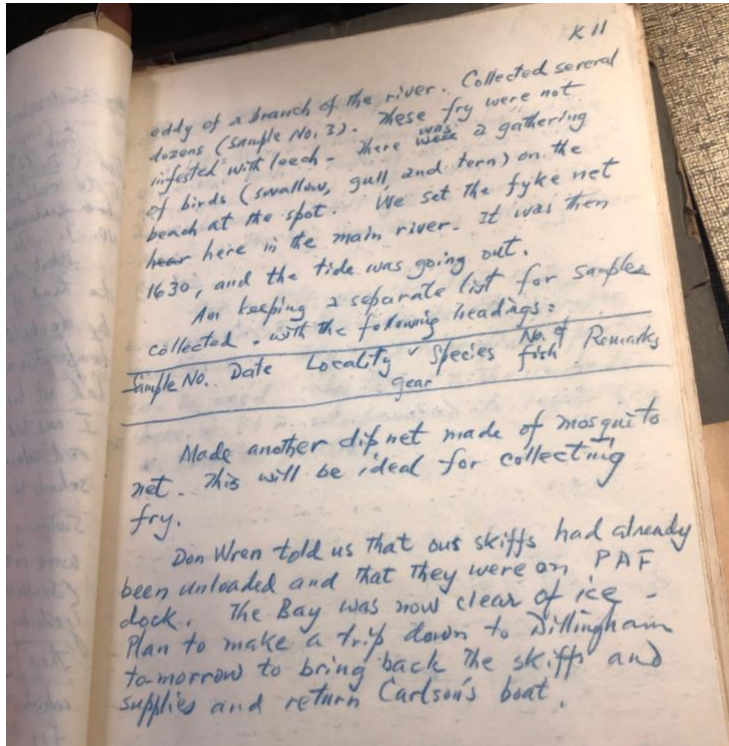 K 11
eddy of a branch of the river. Collected several
dozens (sample No. 3). These fry were not
infested with leech - There was a gathering
of birds (swallow, gull and tern) on the
beach at the spot. We set the fyke net
here in the main river. It was then
1630, and the tide was going out.
Am keeping a separate list for samples
collected - with the following headings:
Sample No. Date Locality & Species No. of Remarks
gear fish
Made another dip net made of mosquito
net. This will be ideal for collecting
fry.
Don Wren told us that our skiffs had already
been unloaded and that they were on PAF
dock. The Bay was now clear of ice -
Plan to make a trip down to Dillingham
to-morrow to bring back the skiffs and
supplies and return Carlson's boat.